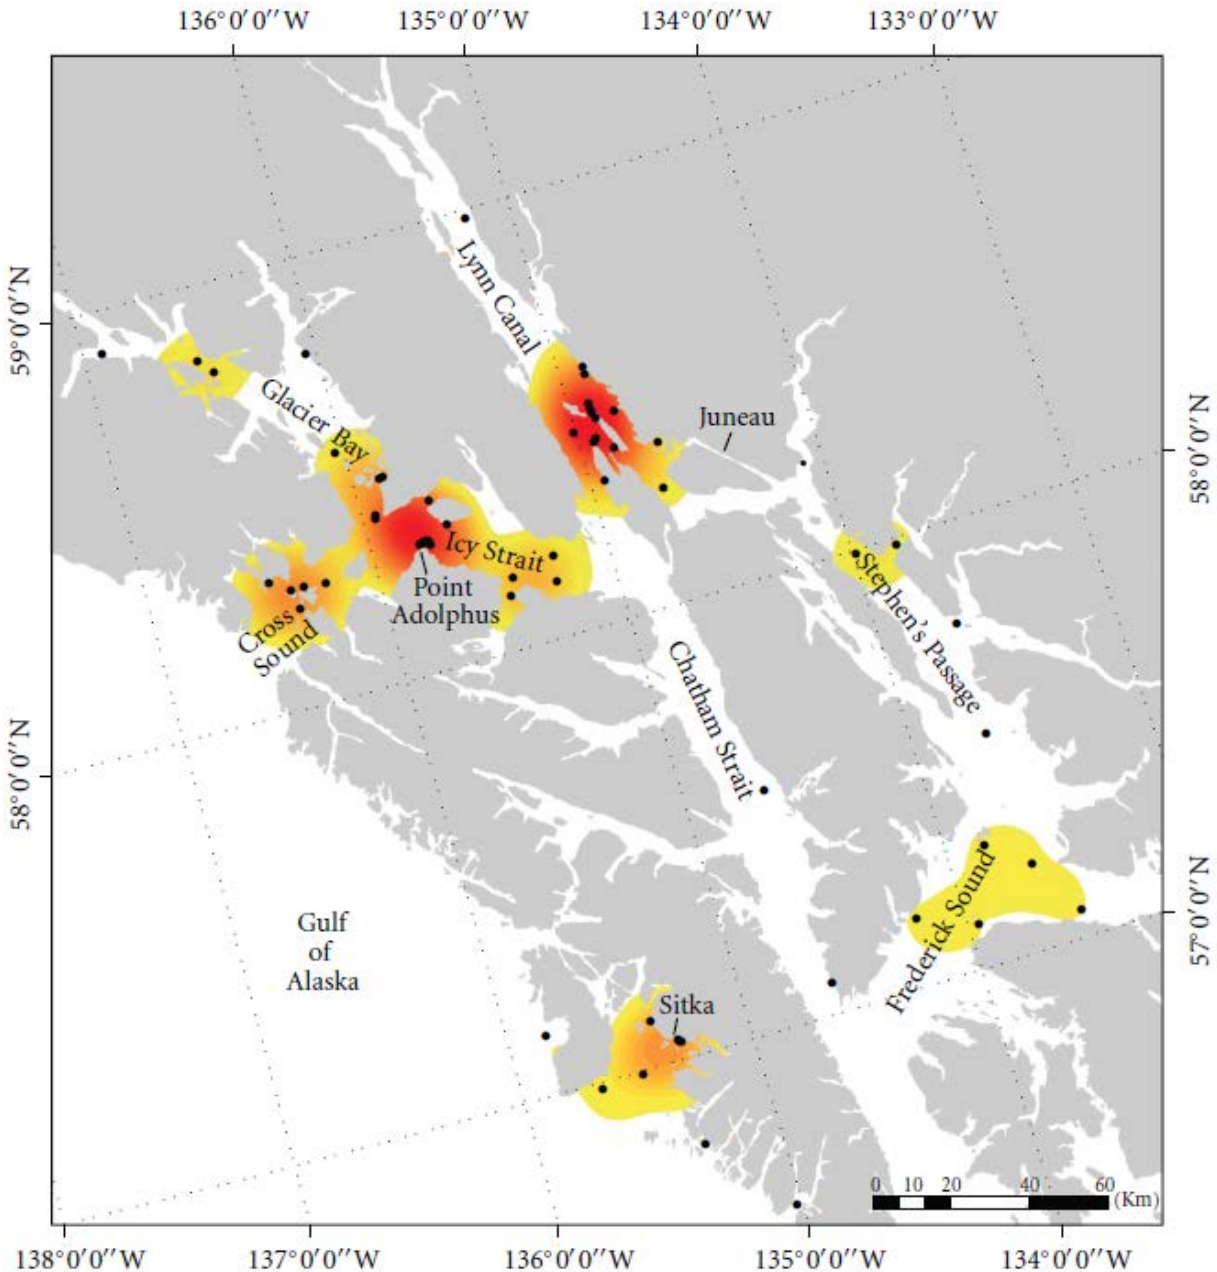 136°0′0″W 135°0′0″W 134°0′0″W 133°0′0″W
59°0′0″N
58°0′0″N
58°0′0″N
57°0′0″N
Lynn Canal
Glacier Bay
Juneau
Icy Strait
Point
Adolphus
Cross
Sound
Stephen's Passage
Chatham Strait
Frederick Sound
Gulf
of
Alaska
Sitka
0 10 20 40 60
(Km)
138°0′0″W 137°0′0″W 136°0′0″W 135°0′0″W 134°0′0″W